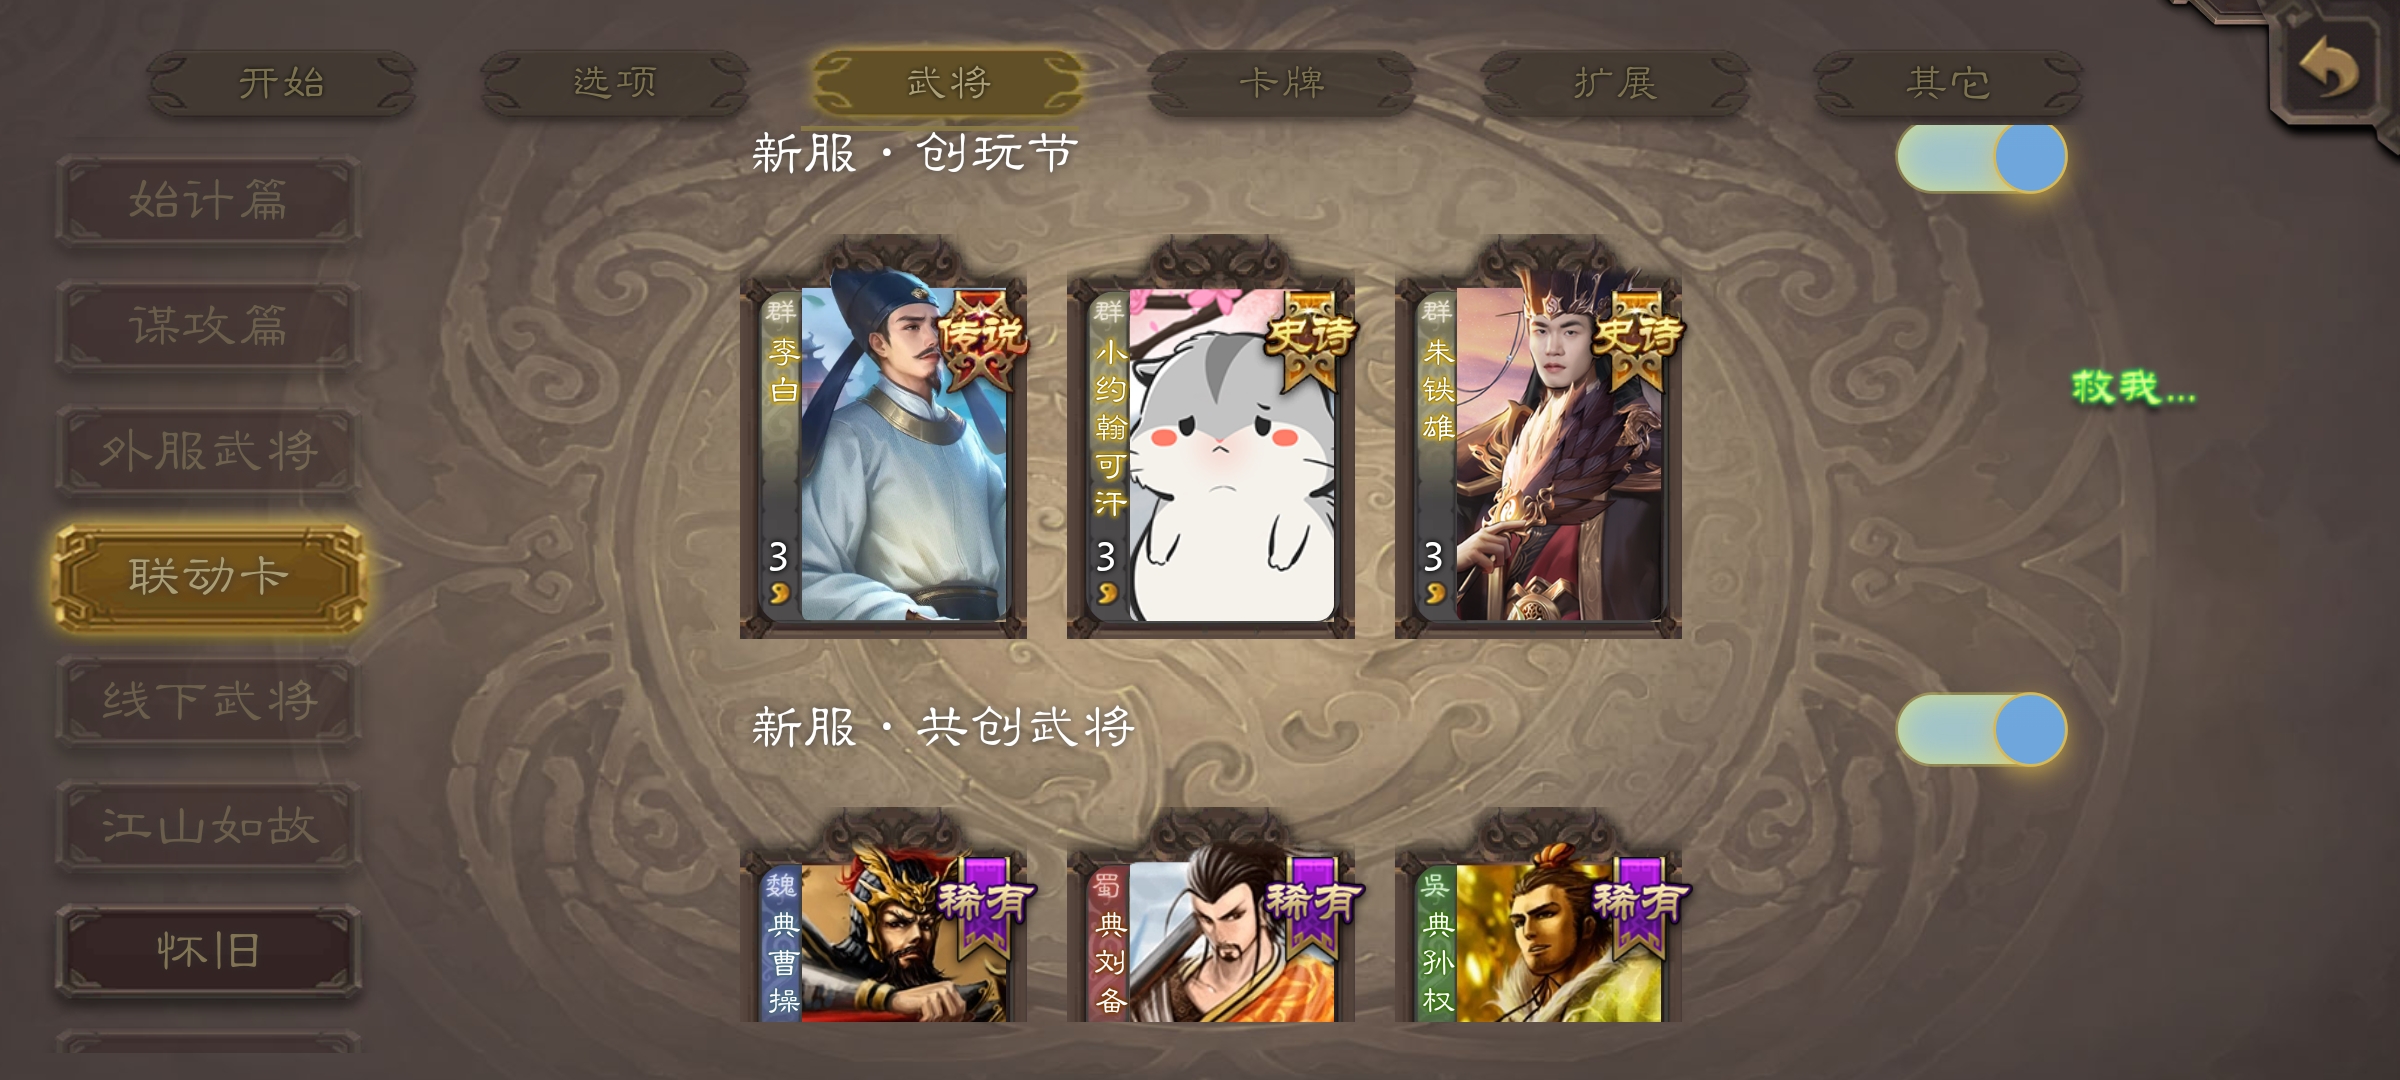 开始
选项
武将
卡牌
扩展
其它
始计篇
谋攻篇
外服武将
联动卡
线下武将
江山如故
怀旧
新服·创玩节
群
李白
3
传说
群
小约翰可汗
3
史诗
群
朱铁雄
3
史诗
救我...
新服·共创武将
魏
典曹操
稀有
蜀
典刘备
稀有
吳
典孙权
稀有